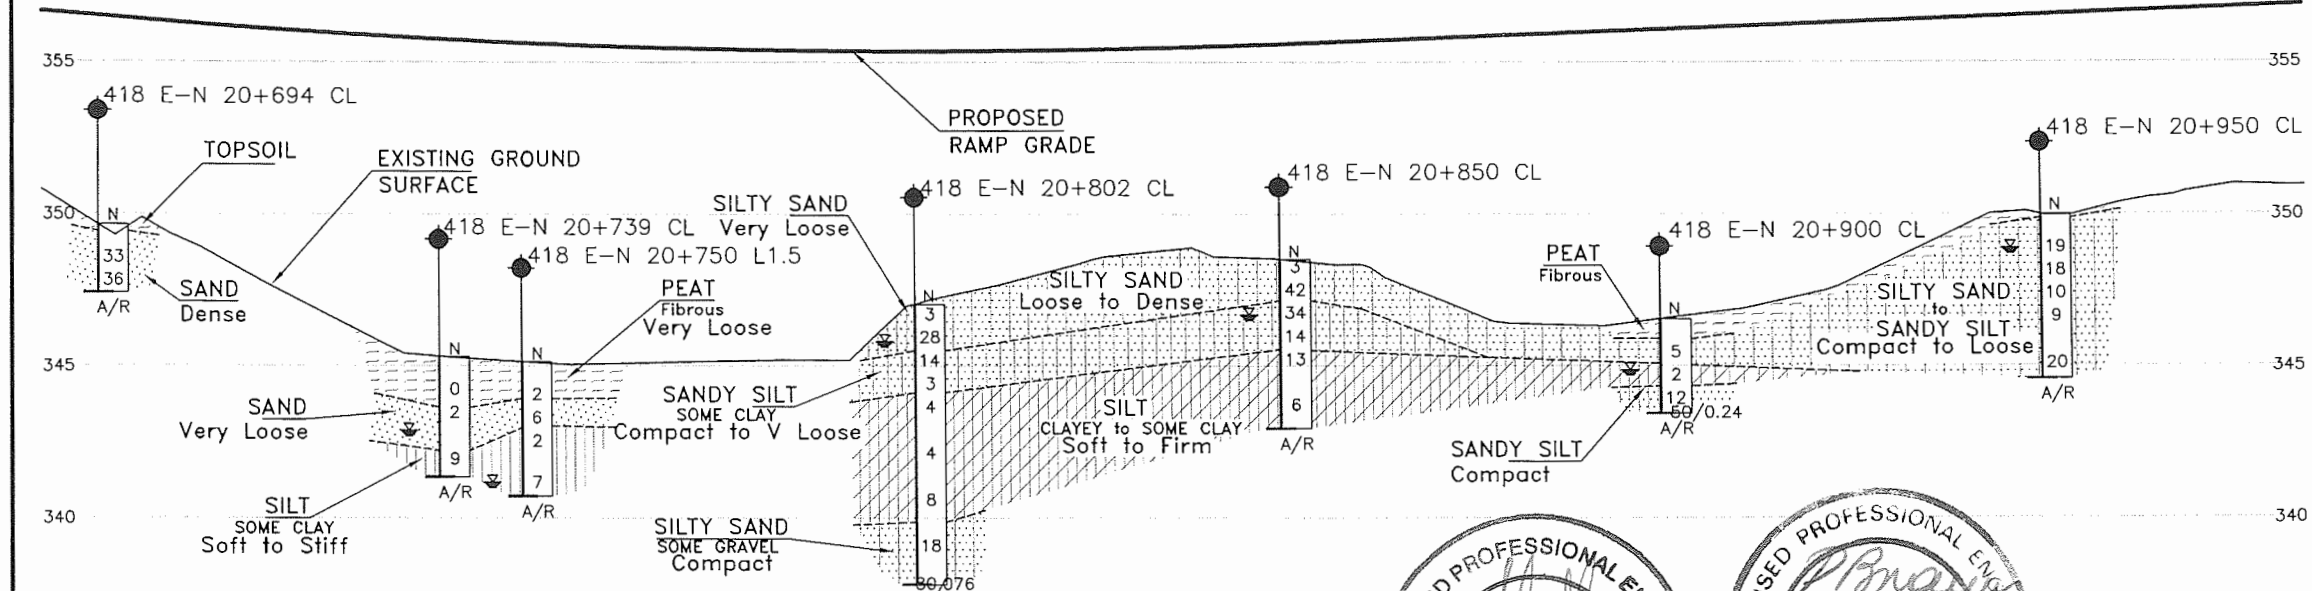 355
355
418 E-N 20+694 CL
PROPOSED
RAMP GRADE
418 E-N 20+950 CL
TOPSOIL
EXISTING GROUND
SURFACE
418 E-N 20+802 CL
418 E-N 20+850 CL
350
350
N
33
36
A/R
SAND
Dense
418 E-N 20+739 CL
418 E-N 20+750 L1.5
SILTY SAND
Very Loose
PEAT
Fibrous
Very Loose
418 E-N 20+900 CL
PEAT
Fibrous
SILTY SAND
Loose to Dense
SILTY SAND
to
SANDY SILT
Compact to Loose
345
345
N
0
2
9
A/R
N
2
6
2
7
A/R
SAND
Very Loose
SILT
SOME CLAY
Soft to Stiff
SANDY SILT
SOME CLAY
Compact to V Loose
N
3
28
14
3
4
4
8
18
SILTY SAND
SOME GRAVEL
Compact
N
3
42
34
14
13
6
A/R
SILT
CLAYEY to SOME CLAY
Soft to Firm
N
5
2
12
50/0.24
A/R
SANDY SILT
Compact
N
19
18
10
9
20
A/R
340
340
PROFESSIONAL
PROFESSIONAL